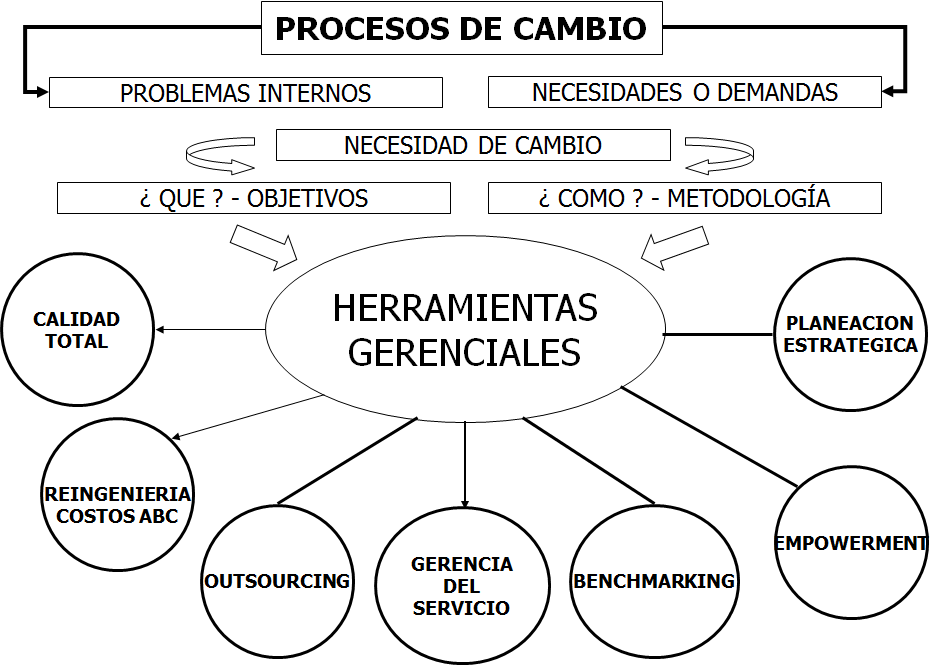 PROCESOS DE CAMBIO
PROBLEMAS INTERNOS
NECESIDADES O DEMANDAS
NECESIDAD DE CAMBIO
¿ QUE ? - OBJETIVOS
¿ COMO ? - METODOLOGÍA
HERRAMIENTAS
GERENCIALES
CALIDAD
TOTAL
PLANEACION
ESTRATEGICA
REINGENIERIA
COSTOS ABC
OUTSOURCING
GERENCIA
DEL
SERVICIO
BENCHMARKING
EMPOWERMENT